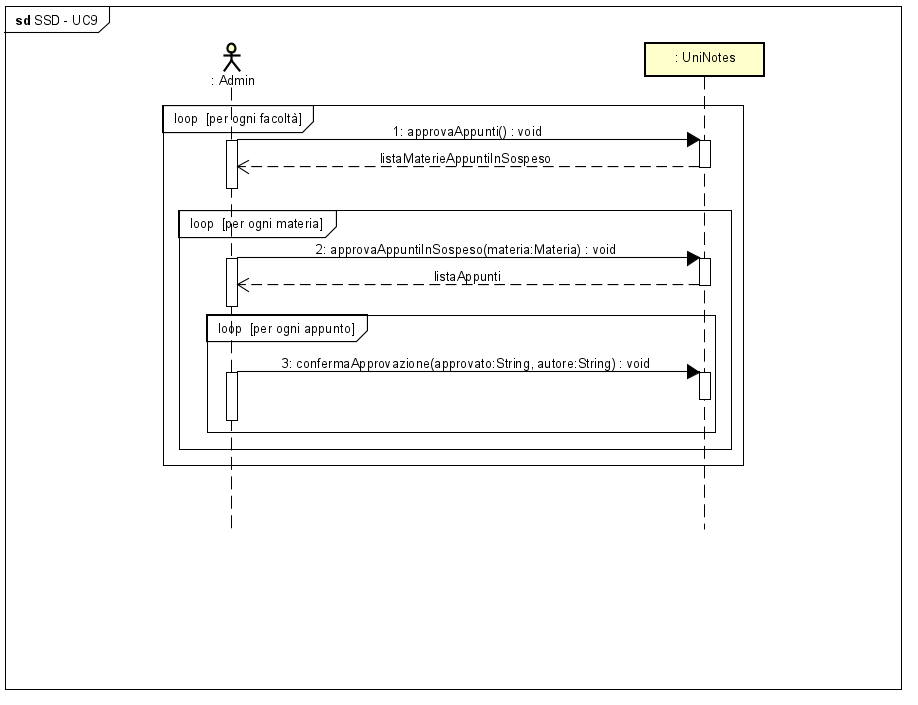 sd SSD - UC9
: Admin
: UniNotes
loop [per ogni facoltà]
1: approvaAppunti() : void
listaMaterieAppuntiInSospeso
loop [per ogni materia]
2: approvaAppuntiInSospeso(materia:Materia) : void
listaAppunti
loop [per ogni appunto]
3: confermaApprovazione(approvato:String, autore:String) : void